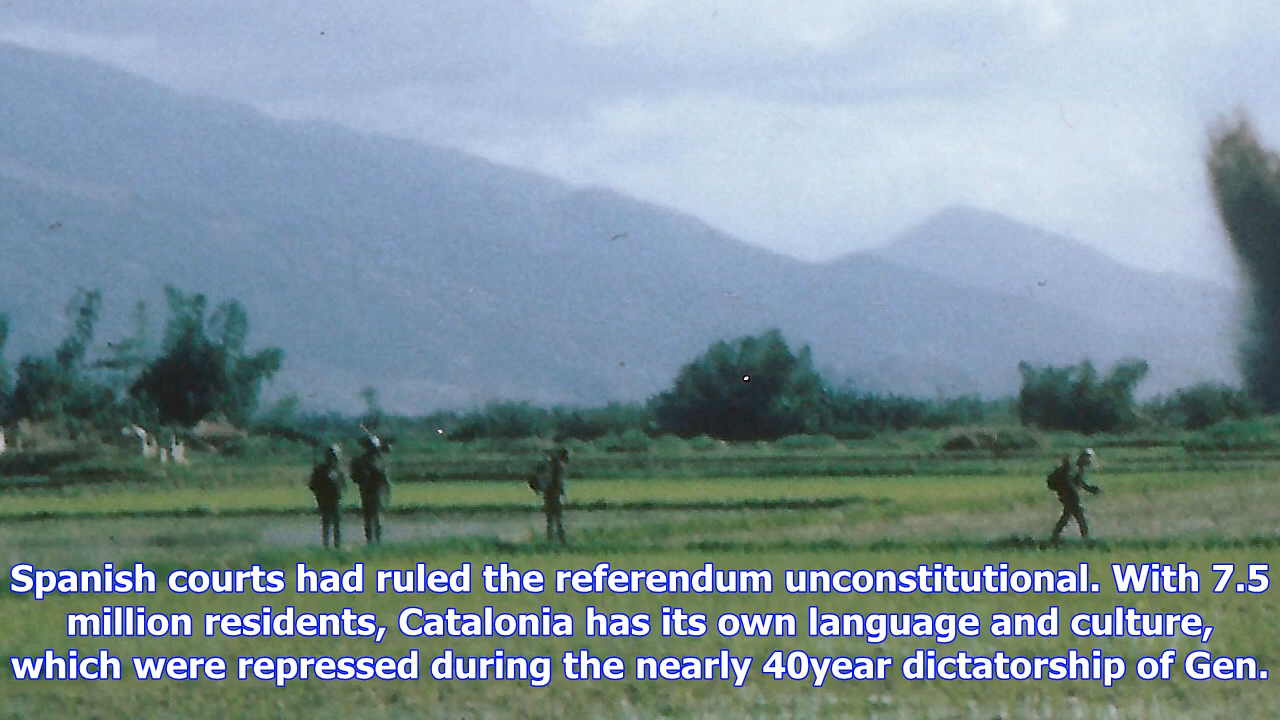 Spanish courts had ruled the referendum unconstitutional. With 7.5
million residents, Catalonia has its own language and culture,
which were repressed during the nearly 40year dictatorship of Gen.